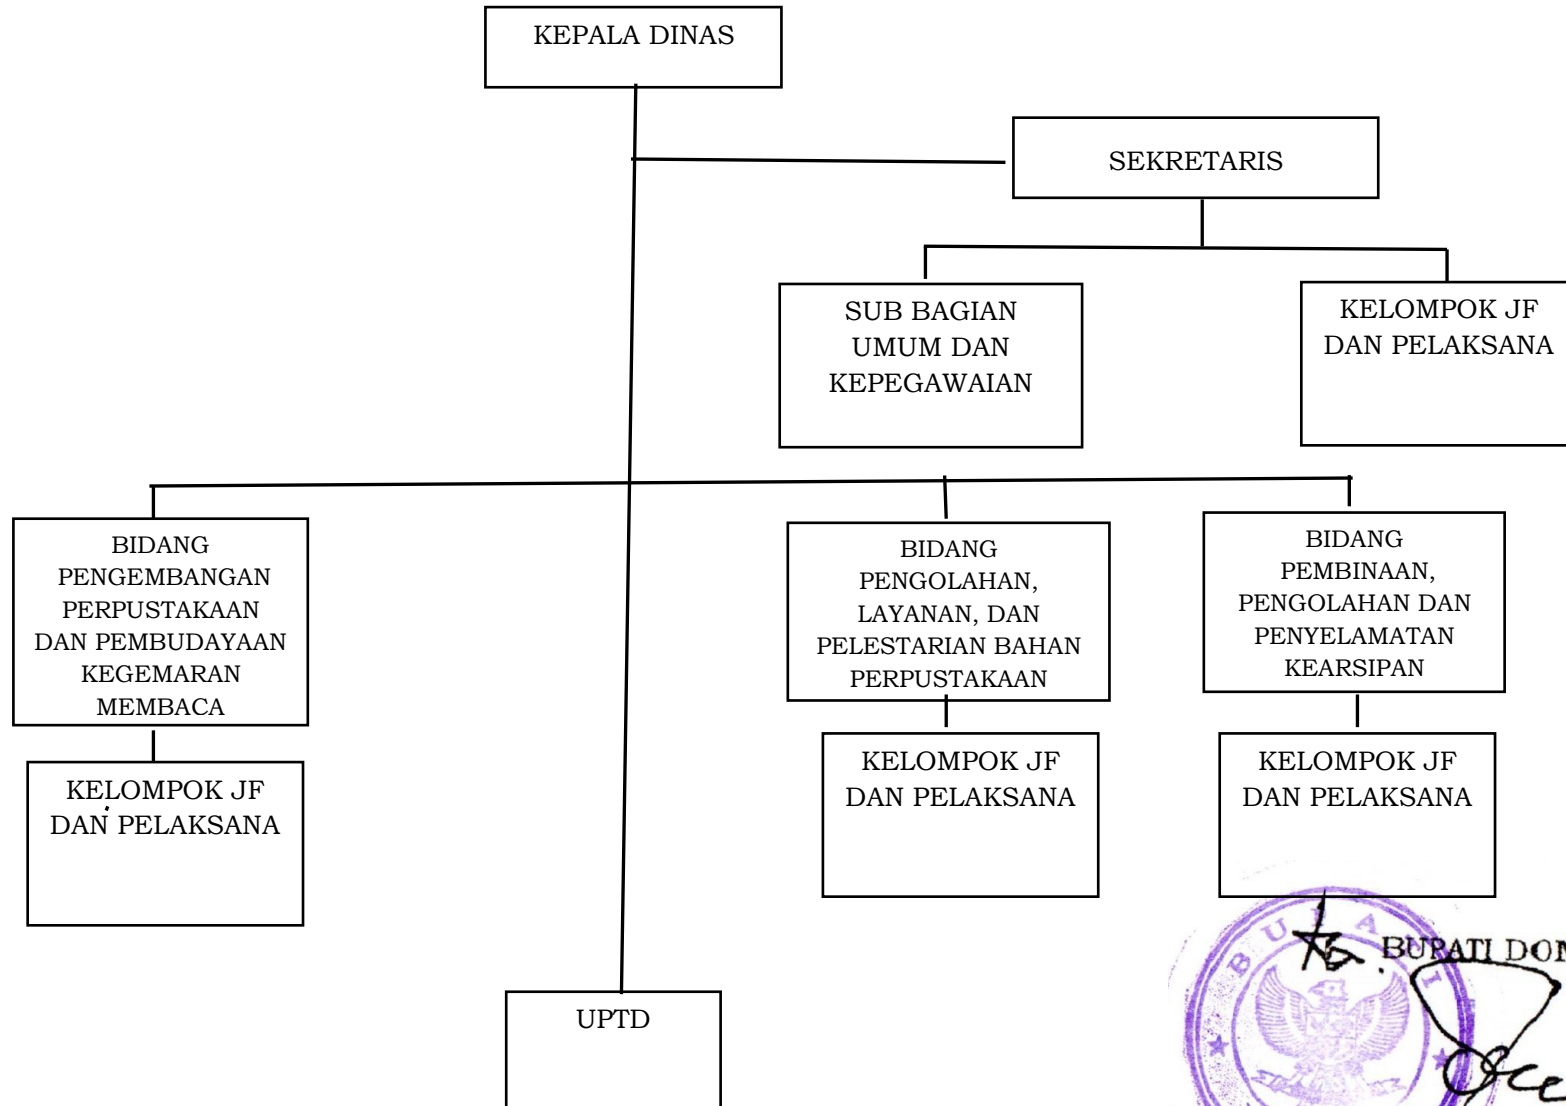 KEPALA DINAS
SEKRETARIS
SUB BAGIAN
UMUM DAN
KEPEGAWAIAN
KELOMPOK JF
DAN PELAKSANA
BIDANG
PENGEMBANGAN
PERPUSTAKAAN
DAN PEMBUDAYAAN
KEGEMARAN
MEMBACA
BIDANG
PENGOLAHAN,
LAYANAN, DAN
PELESTARIAN BAHAN
PERPUSTAKAAN
BIDANG
PEMBINAAN,
PENGOLAHAN DAN
PENYELAMATAN
KEARSIPAN
KELOMPOK JF
DAN PELAKSANA
KELOMPOK JF
DAN PELAKSANA
KELOMPOK JF
DAN PELAKSANA
UPTD
BUPATI
BUPATI